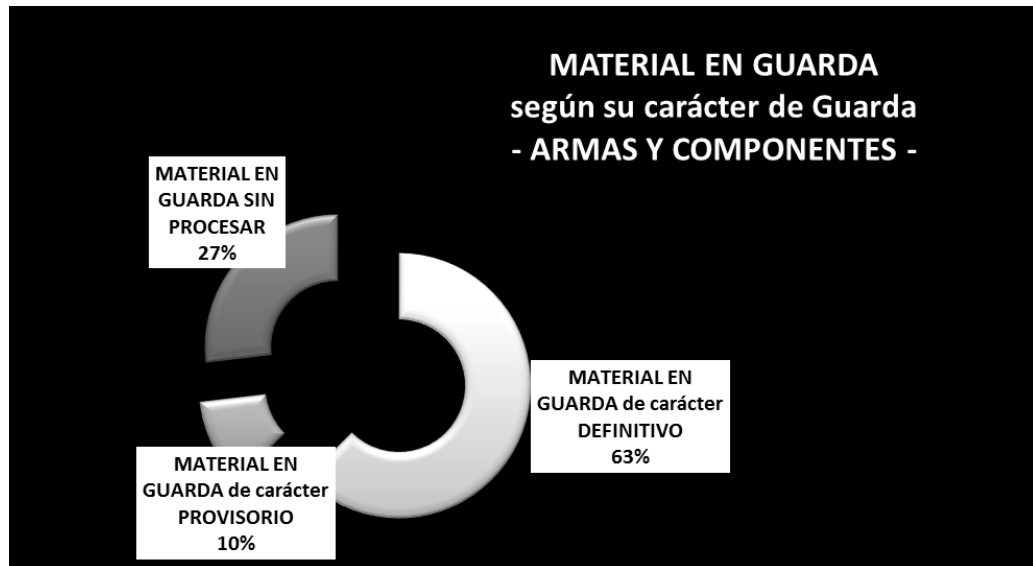 MATERIAL EN GUARDA
según su carácter de Guarda
- ARMAS Y COMPONENTES -
MATERIAL EN
GUARDA SIN
PROCESAR
27%
MATERIAL EN
GUARDA de carácter
DEFINITIVO
63%
MATERIAL EN
GUARDA de carácter
PROVISORIO
10%